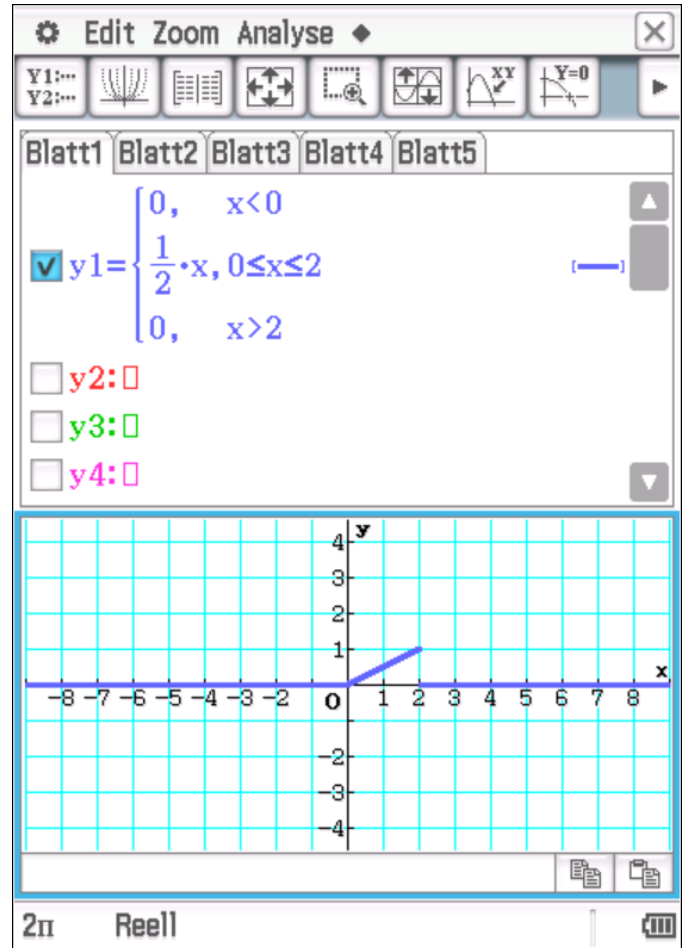 Edit Zoom Analyse
Y1:··· Y2:··· XY Y=0
Blatt1 Blatt2 Blatt3 Blatt4 Blatt5
0, x<0
y1= 1/2·x, 0≤x≤2
0, x>2
y2:
y3:
y4:
y
4
3
2
1
x
-8 -7 -6 -5 -4 -3 -2 0 1 2 3 4 5 6 7 8
-2
-3
-4
2π Reell